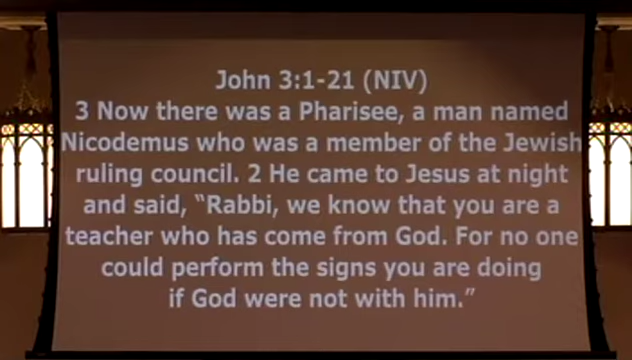 John 3:1-21 (NIV)
3 Now there was a Pharisee, a man named
Nicodemus who was a member of the Jewish
ruling council. 2 He came to Jesus at night
and said, “Rabbi, we know that you are a
teacher who has come from God. For no one
could perform the signs you are doing
if God were not with him.”